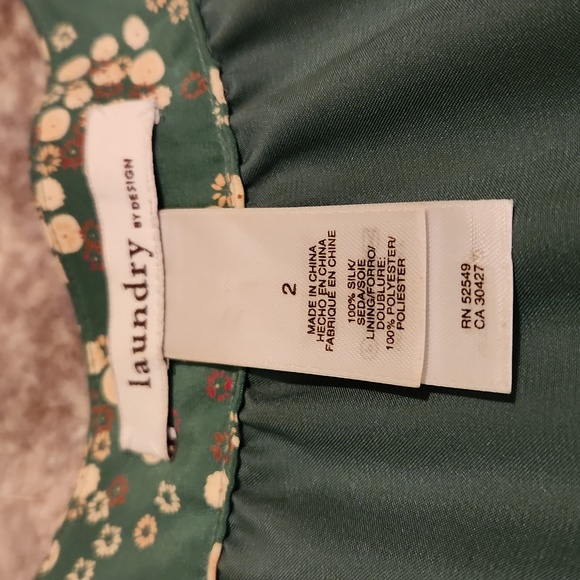 laundry BY DESIGN
2
MADE IN CHINA
HECHO EN CHINA
FABRIQUÉ EN CHINE
100% SILK/
SEDA/SOIE
LINING/FORRO/
DOUBLURE:
100% POLYESTER/
POLIESTER
RN 52549
CA 30427